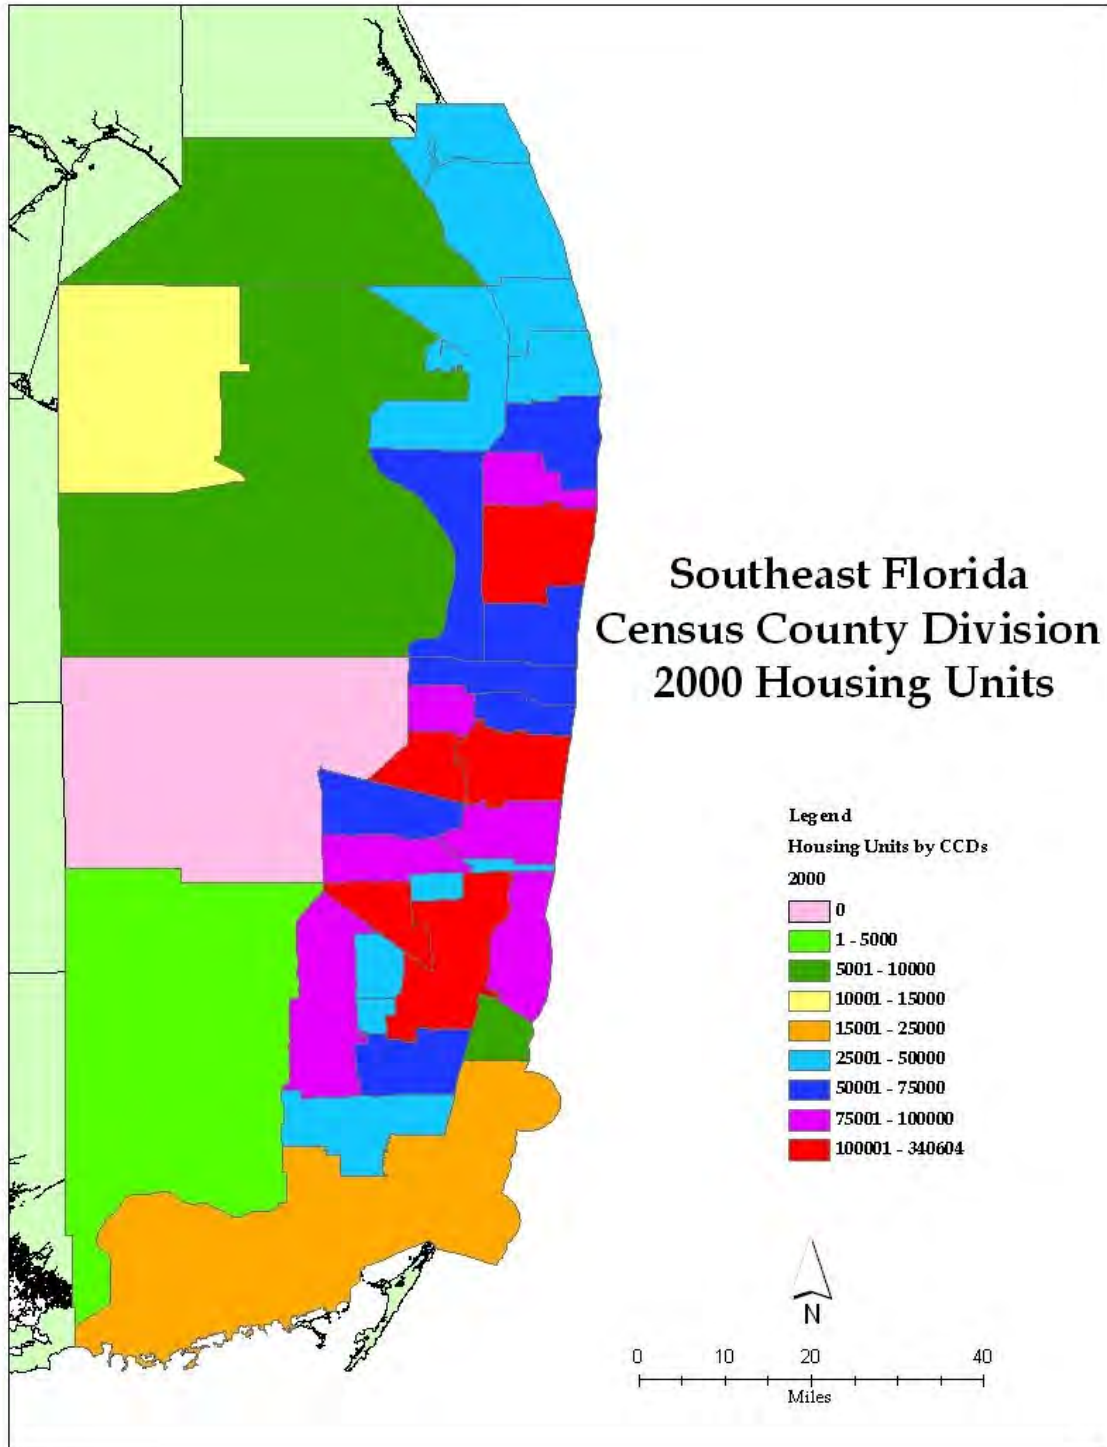 Southeast Florida
Census County Division
2000 Housing Units
Legend
Housing Units by CCDs
2000
0
1 - 5000
5001 - 10000
10001 - 15000
15001 - 25000
25001 - 50000
50001 - 75000
75001 - 100000
100001 - 340604
N
0 10 20 40
Miles